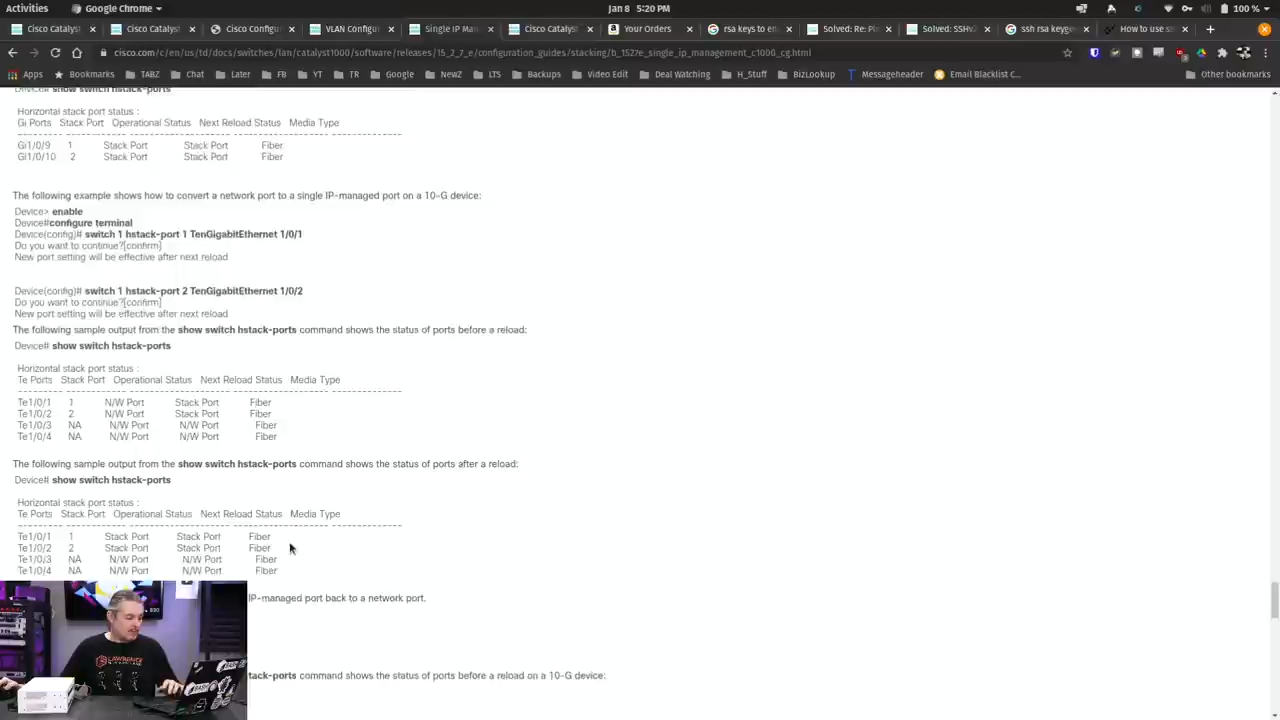 Activities
Google Chrome
Jan 8 5:20 PM
100 %
Cisco Catalyst
Cisco Catalyst
Cisco Configu
VLAN Configur
Single IP Man
Cisco Catalyst
Your Orders
rsa keys to en
Solved: Re: Pl
Solved: SSHv2
ssh rsa keyge
How to use ss
cisco.com/c/en/us/td/docs/switches/lan/catalyst1000/software/releases/15_2_7_e/configuration_guides/stacking/b_1527e_single_ip_management_c1000_cg.html
Apps
Bookmarks
TABZ
Chat
Later
FB
YT
TR
Google
NewZ
LTS
Backups
Video Edit
Deal Watching
H_Stuff
BizLookup
Messageheader
Email Blacklist C...
Other bookmarks
Device# show switch hstack-ports
Horizontal stack port status :
Gi Ports Stack Port Operational Status Next Reload Status Media Type
Gi1/0/9 1 Stack Port Stack Port Fiber
Gi1/0/10 2 Stack Port Stack Port Fiber
The following example shows how to convert a network port to a single IP-managed port on a 10-G device:
Device> enable
Device#configure terminal
Device(config)# switch 1 hstack-port 1 TenGigabitEthernet 1/0/1
Do you want to continue?[confirm]
New port setting will be effective after next reload
Device(config)# switch 1 hstack-port 2 TenGigabitEthernet 1/0/2
Do you want to continue?[confirm]
New port setting will be effective after next reload
The following sample output from the show switch hstack-ports command shows the status of ports before a reload:
Device# show switch hstack-ports
Horizontal stack port status :
Te Ports Stack Port Operational Status Next Reload Status Media Type
Te1/0/1 1 N/W Port Stack Port Fiber
Te1/0/2 2 N/W Port Stack Port Fiber
Te1/0/3 NA N/W Port N/W Port Fiber
Te1/0/4 NA N/W Port N/W Port Fiber
The following sample output from the show switch hstack-ports command shows the status of ports after a reload:
Device# show switch hstack-ports
Horizontal stack port status :
Te Ports Stack Port Operational Status Next Reload Status Media Type
Te1/0/1 1 Stack Port Stack Port Fiber
Te1/0/2 2 Stack Port Stack Port Fiber
Te1/0/3 NA N/W Port N/W Port Fiber
Te1/0/4 NA N/W Port N/W Port Fiber
IP-managed port back to a network port.
stack-ports command shows the status of ports before a reload on a 10-G device:
LAWRENCE